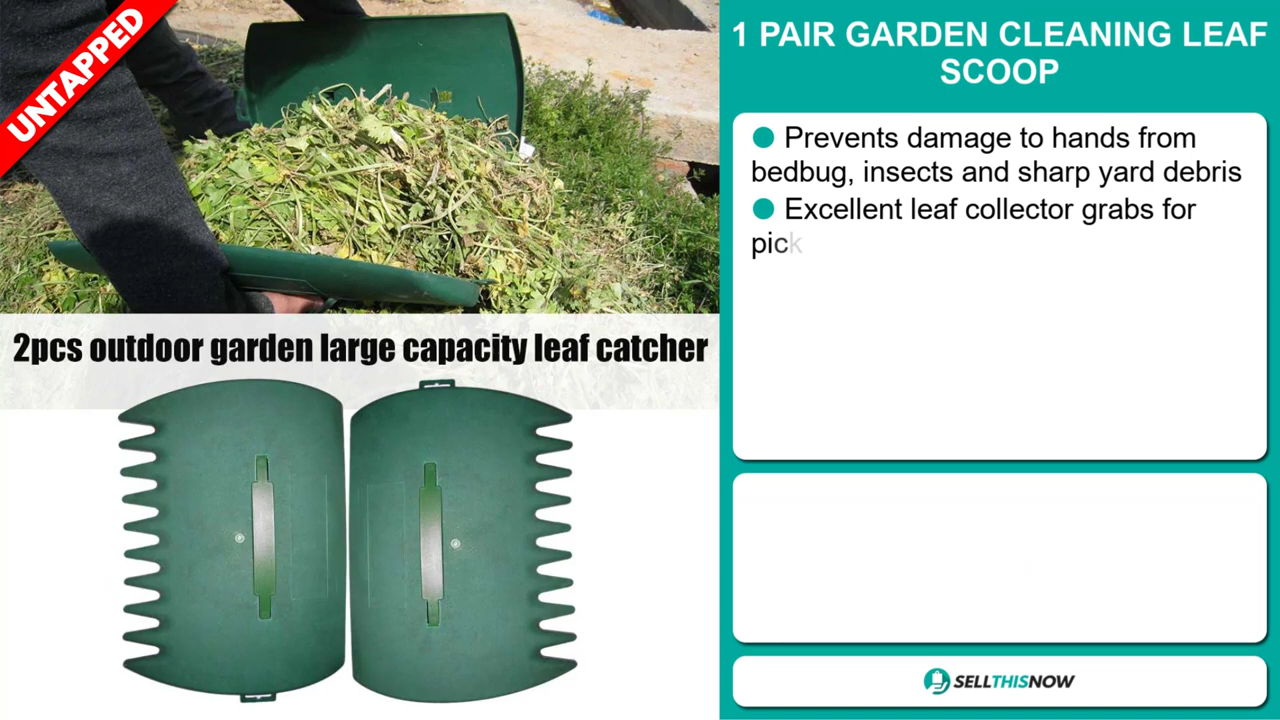 UNTAPPED
2pcs outdoor garden large capacity leaf catcher
1 PAIR GARDEN CLEANING LEAF
SCOOP
Prevents damage to hands from
bedbug, insects and sharp yard debris
Excellent leaf collector grabs for
pick
SELLTHISNOW